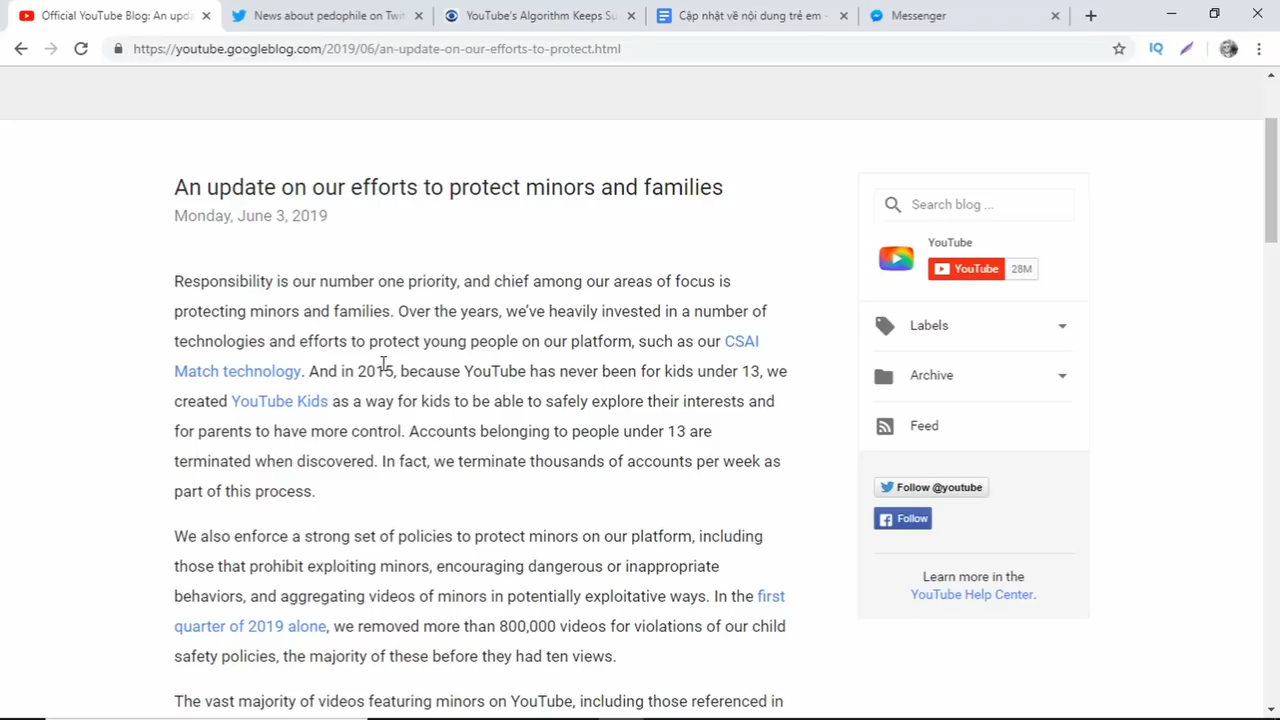 Official YouTube Blog: An upda
News about pedophile on Twit
YouTube's Algorithm Keeps Su
Cập nhật về nội dung trẻ em -
Messenger
https://youtube.googleblog.com/2019/06/an-update-on-our-efforts-to-protect.html
IQ
An update on our efforts to protect minors and families
Monday, June 3, 2019
Responsibility is our number one priority, and chief among our areas of focus is
protecting minors and families. Over the years, we've heavily invested in a number of
technologies and efforts to protect young people on our platform, such as our CSAI
Match technology. And in 2015, because YouTube has never been for kids under 13, we
created YouTube Kids as a way for kids to be able to safely explore their interests and
for parents to have more control. Accounts belonging to people under 13 are
terminated when discovered. In fact, we terminate thousands of accounts per week as
part of this process.
We also enforce a strong set of policies to protect minors on our platform, including
those that prohibit exploiting minors, encouraging dangerous or inappropriate
behaviors, and aggregating videos of minors in potentially exploitative ways. In the first
quarter of 2019 alone, we removed more than 800,000 videos for violations of our child
safety policies, the majority of these before they had ten views.
The vast majority of videos featuring minors on YouTube, including those referenced in
Search blog ...
YouTube
YouTube 28M
Labels
Archive
Feed
Follow @youtube
Follow
Learn more in the
YouTube Help Center.